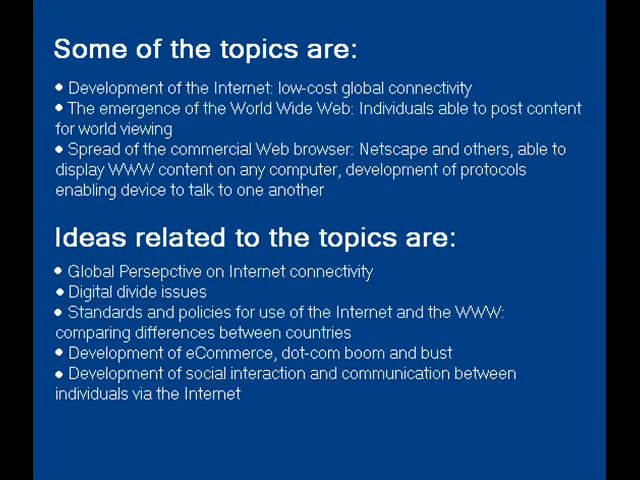 Some of the topics are:
• Development of the Internet: low-cost global connectivity
• The emergence of the World Wide Web: Individuals able to post content
for world viewing
• Spread of the commercial Web browser: Netscape and others, able to
display WWW content on any computer, development of protocols
enabling device to talk to one another
Ideas related to the topics are:
• Global Persepctive on Internet connectivity
• Digital divide issues
• Standards and policies for use of the Internet and the WWW:
comparing differences between countries
• Development of eCommerce, dot-com boom and bust
• Development of social interaction and communication between
individuals via the Internet